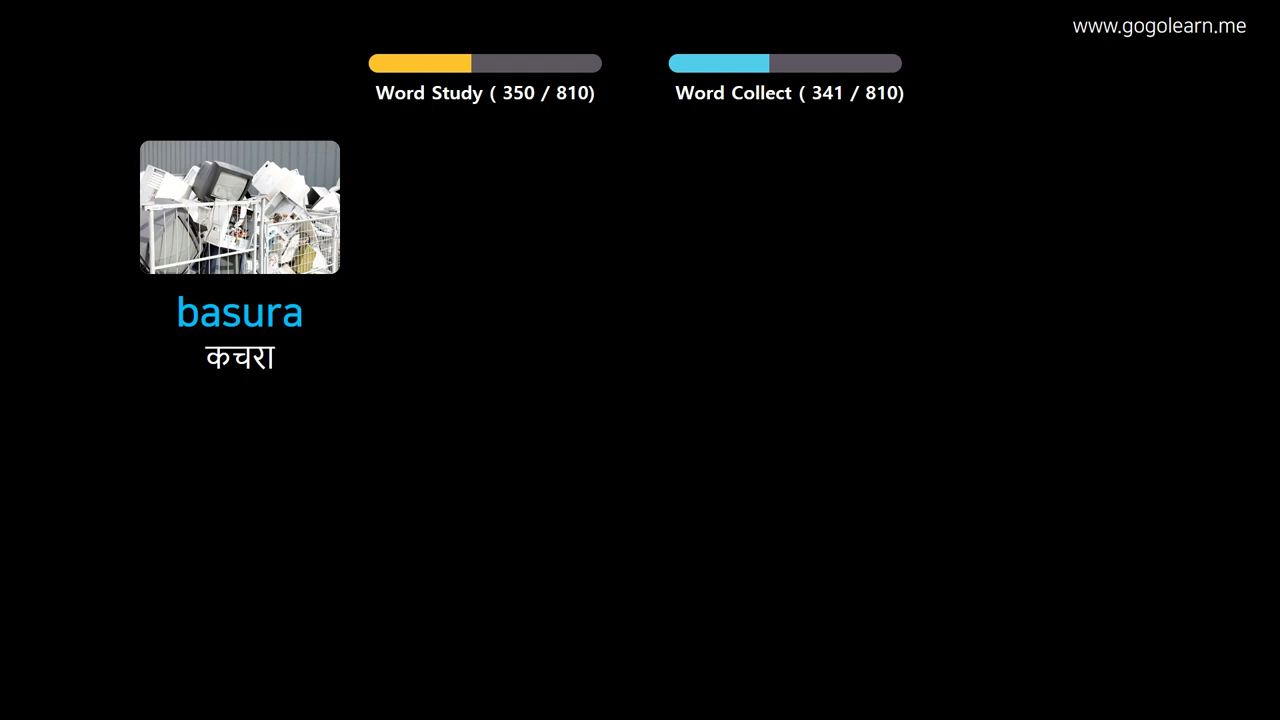 www.gogolearn.me
Word Study ( 350 / 810)
Word Collect ( 341 / 810)
basura
कचरा